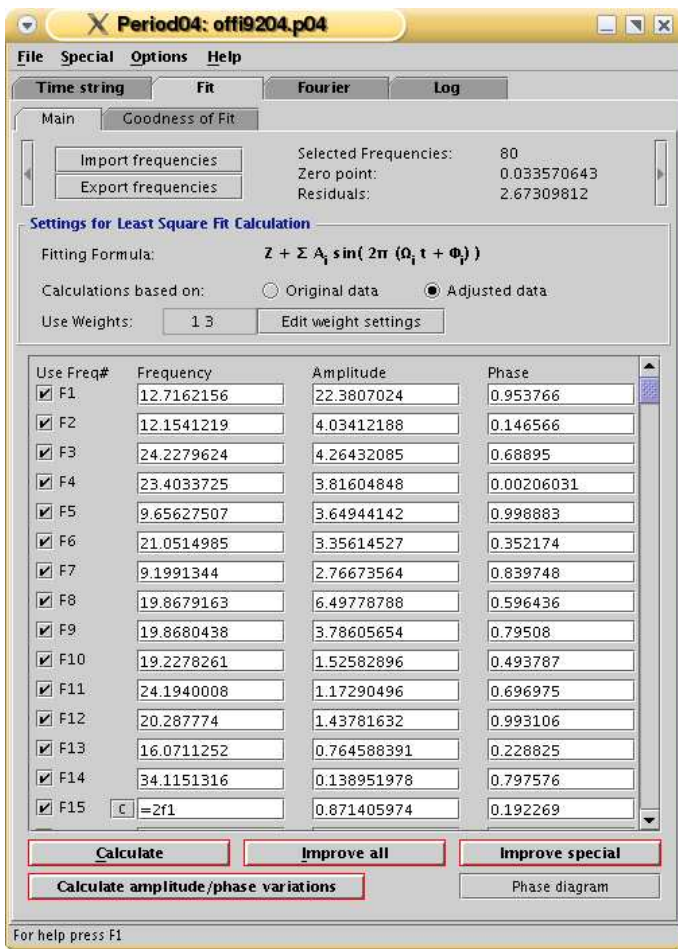 X Period04: offi9204.p04
File Special Options Help
Time string Fit Fourier Log
Main Goodness of Fit
Import frequencies
Export frequencies
Selected Frequencies: 80
Zero point: 0.033570643
Residuals: 2.67309812
Settings for Least Square Fit Calculation
Fitting Formula: Z + Σ Ai sin( 2π (Ωi t + Φi) )
Calculations based on: Original data Adjusted data
Use Weights: 1 3 Edit weight settings
Use Freq# Frequency Amplitude Phase
F1 12.7162156 22.3807024 0.953766
F2 12.1541219 4.03412188 0.146566
F3 24.2279624 4.26432085 0.68895
F4 23.4033725 3.81604848 0.00206031
F5 9.65627507 3.64944142 0.998883
F6 21.0514985 3.35614527 0.352174
F7 9.1991344 2.76673564 0.839748
F8 19.8679163 6.49778788 0.596436
F9 19.8680438 3.78605654 0.79508
F10 19.2278261 1.52582896 0.493787
F11 24.1940008 1.17290496 0.696975
F12 20.287774 1.43781632 0.993106
F13 16.0711252 0.764588391 0.228825
F14 34.1151316 0.138951978 0.797576
F15 C =2f1 0.871405974 0.192269
Calculate Improve all Improve special
Calculate amplitude/phase variations Phase diagram
For help press F1